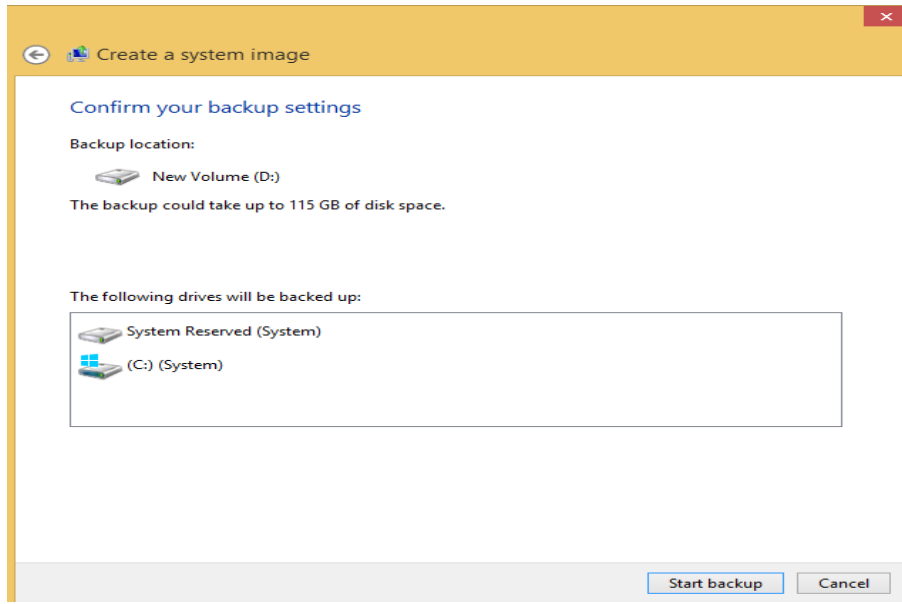 Create a system image
Confirm your backup settings
Backup location:
New Volume (D:)
The backup could take up to 115 GB of disk space.
The following drives will be backed up:
System Reserved (System)
(C:) (System)
Start backup
Cancel